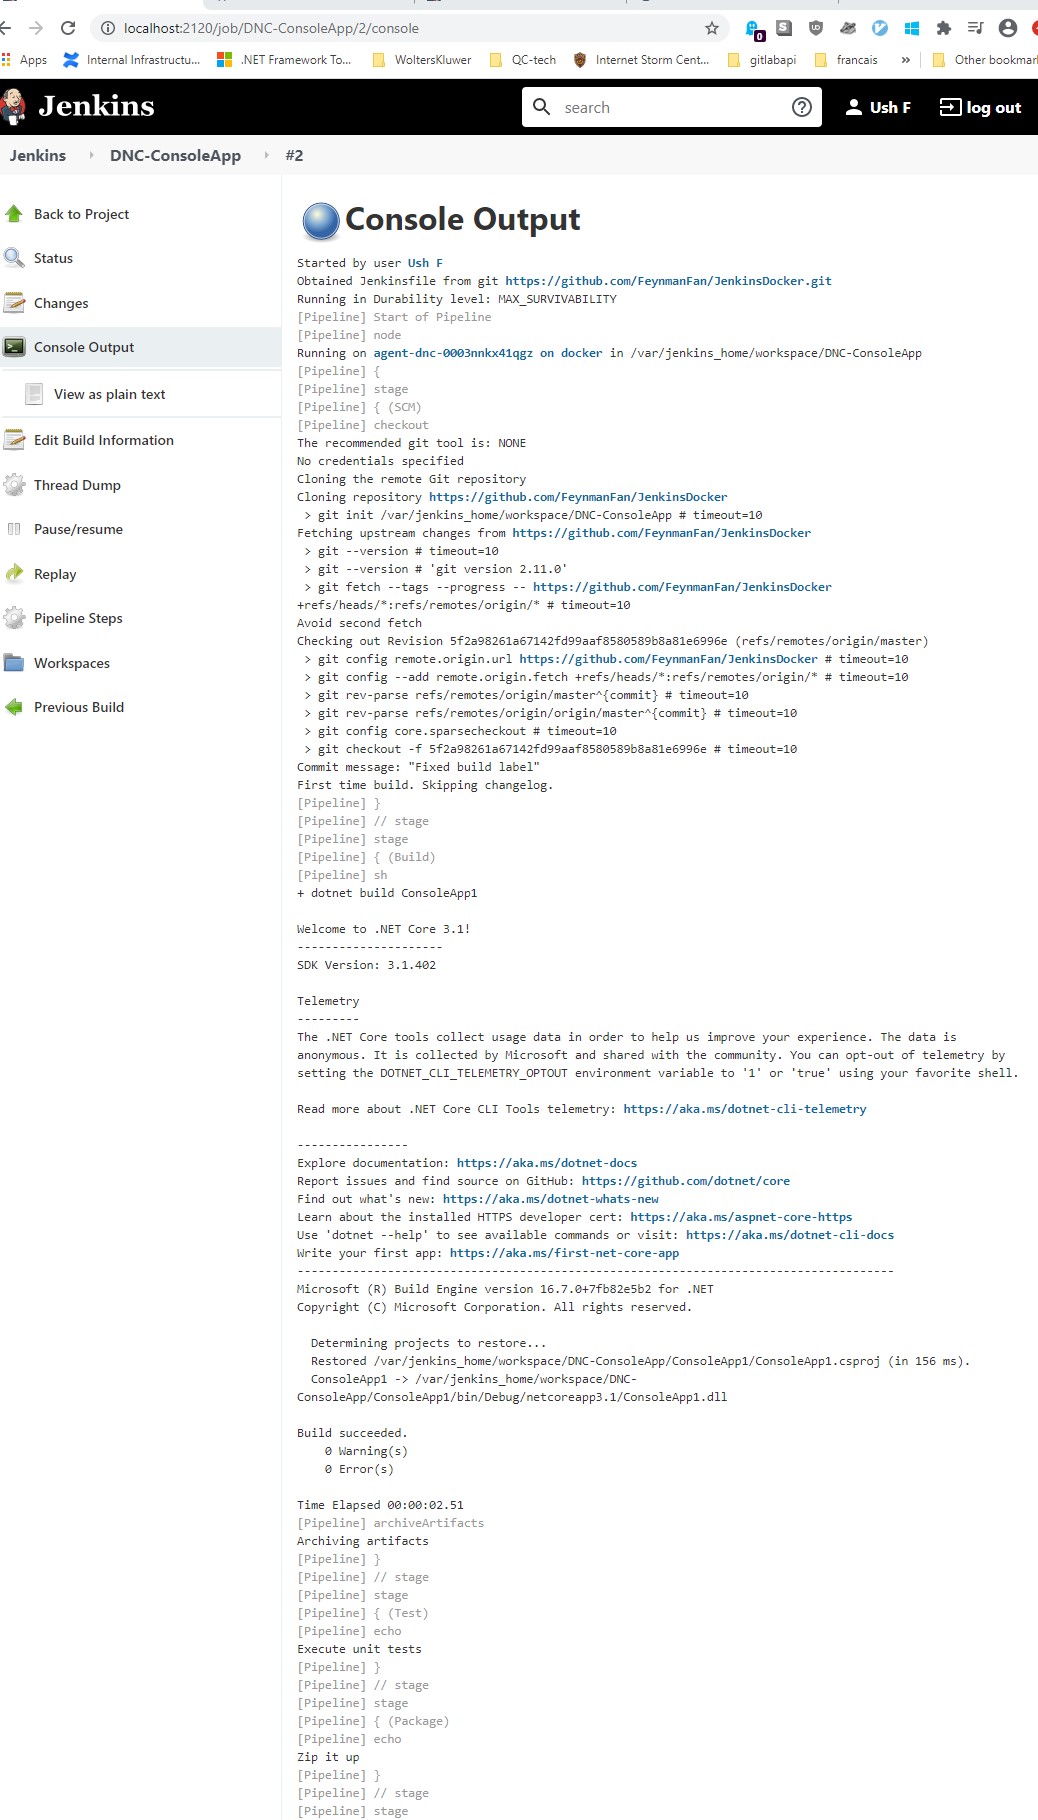 localhost:2120/job/DNC-ConsoleApp/2/console
0
Apps
Internal Infrastructu...
.NET Framework To...
WoltersKluwer
QC-tech
Internet Storm Cent...
gitlabapi
francais
»
Other bookmar
Jenkins
search
Ush F
log out
Jenkins
DNC-ConsoleApp
#2
Back to Project
Status
Changes
Console Output
View as plain text
Edit Build Information
Thread Dump
Pause/resume
Replay
Pipeline Steps
Workspaces
Previous Build
Console Output
Started by user Ush F
Obtained Jenkinsfile from git https://github.com/FeynmanFan/JenkinsDocker.git
Running in Durability level: MAX_SURVIVABILITY
[Pipeline] Start of Pipeline
[Pipeline] node
Running on agent-dnc-0003nnkx41qgz on docker in /var/jenkins_home/workspace/DNC-ConsoleApp
[Pipeline] {
[Pipeline] stage
[Pipeline] { (SCM)
[Pipeline] checkout
The recommended git tool is: NONE
No credentials specified
Cloning the remote Git repository
Cloning repository https://github.com/FeynmanFan/JenkinsDocker
> git init /var/jenkins_home/workspace/DNC-ConsoleApp # timeout=10
Fetching upstream changes from https://github.com/FeynmanFan/JenkinsDocker
> git --version # timeout=10
> git --version # 'git version 2.11.0'
> git fetch --tags --progress -- https://github.com/FeynmanFan/JenkinsDocker
+refs/heads/*:refs/remotes/origin/* # timeout=10
Avoid second fetch
Checking out Revision 5f2a98261a67142fd99aaf8580589b8a81e6996e (refs/remotes/origin/master)
> git config remote.origin.url https://github.com/FeynmanFan/JenkinsDocker # timeout=10
> git config --add remote.origin.fetch +refs/heads/*:refs/remotes/origin/* # timeout=10
> git rev-parse refs/remotes/origin/master^{commit} # timeout=10
> git rev-parse refs/remotes/origin/origin/master^{commit} # timeout=10
> git config core.sparsecheckout # timeout=10
> git checkout -f 5f2a98261a67142fd99aaf8580589b8a81e6996e # timeout=10
Commit message: "Fixed build label"
First time build. Skipping changelog.
[Pipeline] }
[Pipeline] // stage
[Pipeline] stage
[Pipeline] { (Build)
[Pipeline] sh
+ dotnet build ConsoleApp1
Welcome to .NET Core 3.1!
---------------------
SDK Version: 3.1.402
Telemetry
---------
The .NET Core tools collect usage data in order to help us improve your experience. The data is
anonymous. It is collected by Microsoft and shared with the community. You can opt-out of telemetry by
setting the DOTNET_CLI_TELEMETRY_OPTOUT environment variable to '1' or 'true' using your favorite shell.
Read more about .NET Core CLI Tools telemetry: https://aka.ms/dotnet-cli-telemetry
----------------
Explore documentation: https://aka.ms/dotnet-docs
Report issues and find source on GitHub: https://github.com/dotnet/core
Find out what's new: https://aka.ms/dotnet-whats-new
Learn about the installed HTTPS developer cert: https://aka.ms/aspnet-core-https
Use 'dotnet --help' to see available commands or visit: https://aka.ms/dotnet-cli-docs
Write your first app: https://aka.ms/first-net-core-app
--------------------------------------------------------------------------------------
Microsoft (R) Build Engine version 16.7.0+7fb82e5b2 for .NET
Copyright (C) Microsoft Corporation. All rights reserved.
Determining projects to restore...
Restored /var/jenkins_home/workspace/DNC-ConsoleApp/ConsoleApp1/ConsoleApp1.csproj (in 156 ms).
ConsoleApp1 -> /var/jenkins_home/workspace/DNC-
ConsoleApp/ConsoleApp1/bin/Debug/netcoreapp3.1/ConsoleApp1.dll
Build succeeded.
0 Warning(s)
0 Error(s)
Time Elapsed 00:00:02.51
[Pipeline] archiveArtifacts
Archiving artifacts
[Pipeline] }
[Pipeline] // stage
[Pipeline] stage
[Pipeline] { (Test)
[Pipeline] echo
Execute unit tests
[Pipeline] }
[Pipeline] // stage
[Pipeline] stage
[Pipeline] { (Package)
[Pipeline] echo
Zip it up
[Pipeline] }
[Pipeline] // stage
[Pipeline] stage